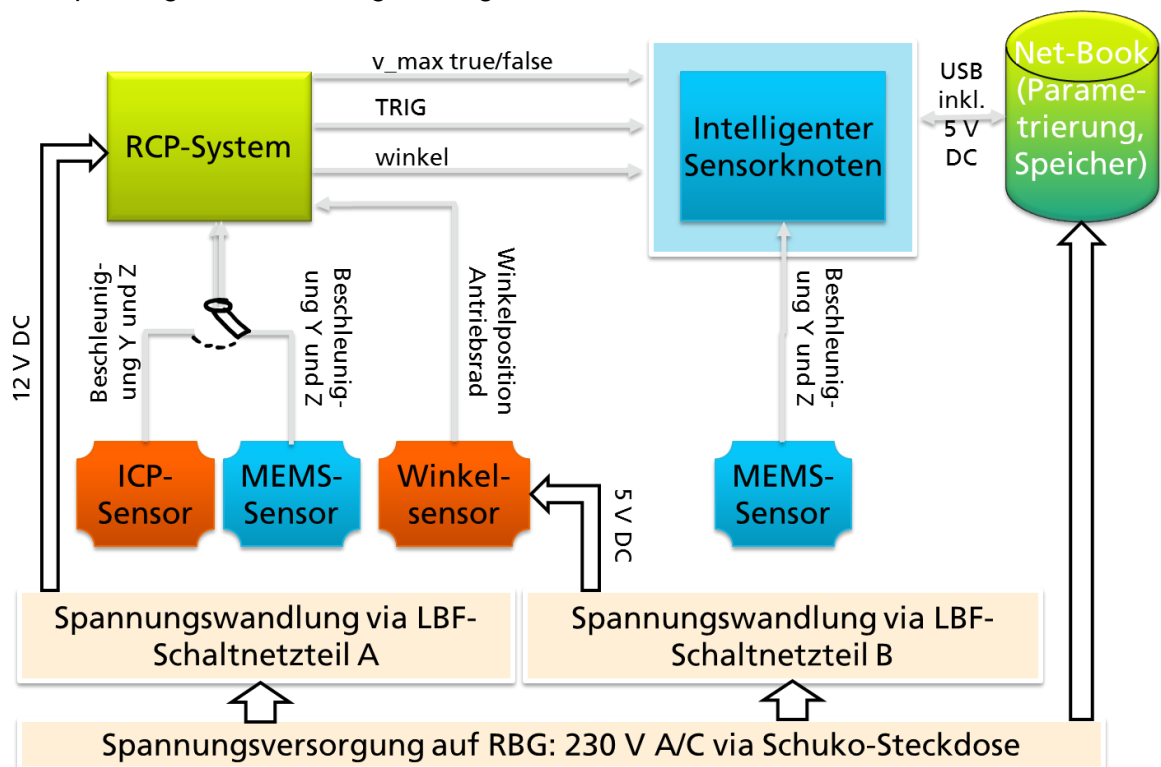 v_max true/false
TRIG
winkel
RCP-System
Intelligenter
Sensorknoten
USB
inkl.
5 V
DC
Net-Book
(Parame-
trierung,
Speicher)
12 V DC
Beschleunig-
ung Y und Z
Beschleunig-
ung Y und Z
Winkelposition
Antriebsrad
Beschleunig-
ung Y und Z
ICP-
Sensor
MEMS-
Sensor
Winkel-
sensor
5 V DC
MEMS-
Sensor
Spannungswandlung via LBF-
Schaltnetzteil A
Spannungswandlung via LBF-
Schaltnetzteil B
Spannungsversorgung auf RBG: 230 V A/C via Schuko-Steckdose